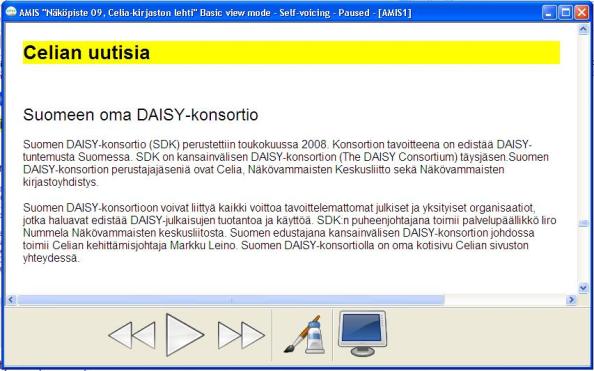 AMIS "Näköpiste 09, Celia-kirjaston lehti" Basic view mode - Self-voicing - Paused - [AMIS1]
Celian uutisia
Suomeen oma DAISY-konsortio
Suomen DAISY-konsortio (SDK) perustettiin toukokuussa 2008. Konsortion tavoitteena on edistää DAISY-
tuntemusta Suomessa. SDK on kansainvälisen DAISY-konsortion (The DAISY Consortium) täysjäsen.Suomen
DAISY-konsortion perustajajäseniä ovat Celia, Näkövammaisten Keskusliitto sekä Näkövammaisten
kirjastoyhdistys.
Suomen DAISY-konsortioon voivat liittyä kaikki voittoa tavoittelemattomat julkiset ja yksityiset organisaatiot,
jotka haluavat edistää DAISY-julkaisujen tuotantoa ja käyttöä. SDK:n puheenjohtajana toimii palvelupäällikkö Iiro
Nummela Näkövammaisten keskusliitosta. Suomen edustajana kansainvälisen DAISY-konsortion johdossa
toimii Celian kehittämisjohtaja Markku Leino. Suomen DAISY-konsortiolla on oma kotisivu Celian sivuston
yhteydessä.